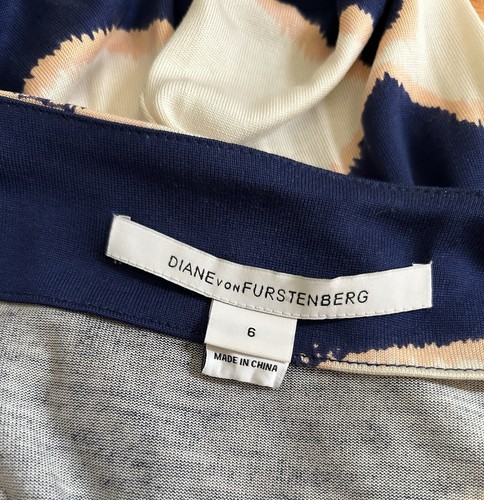 DIANE VON FURSTENBERG
6
MADE IN CHINA